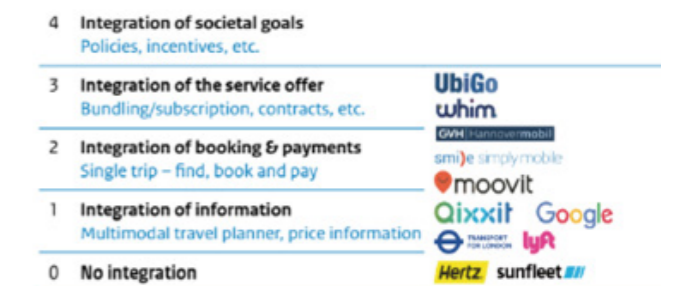 4 Integration of societal goals
Policies, incentives, etc.
3 Integration of the service offer
Bundling/subscription, contracts, etc.
UbiGo
whim
GVH Hannovermobil
2 Integration of booking & payments
Single trip – find, book and pay
smi)e simply mobile
moovit
1 Integration of information
Multimodal travel planner, price information
Qixxit Google
TRANSPORT
FOR LONDON
lyft
0 No integration
Hertz sunfleet